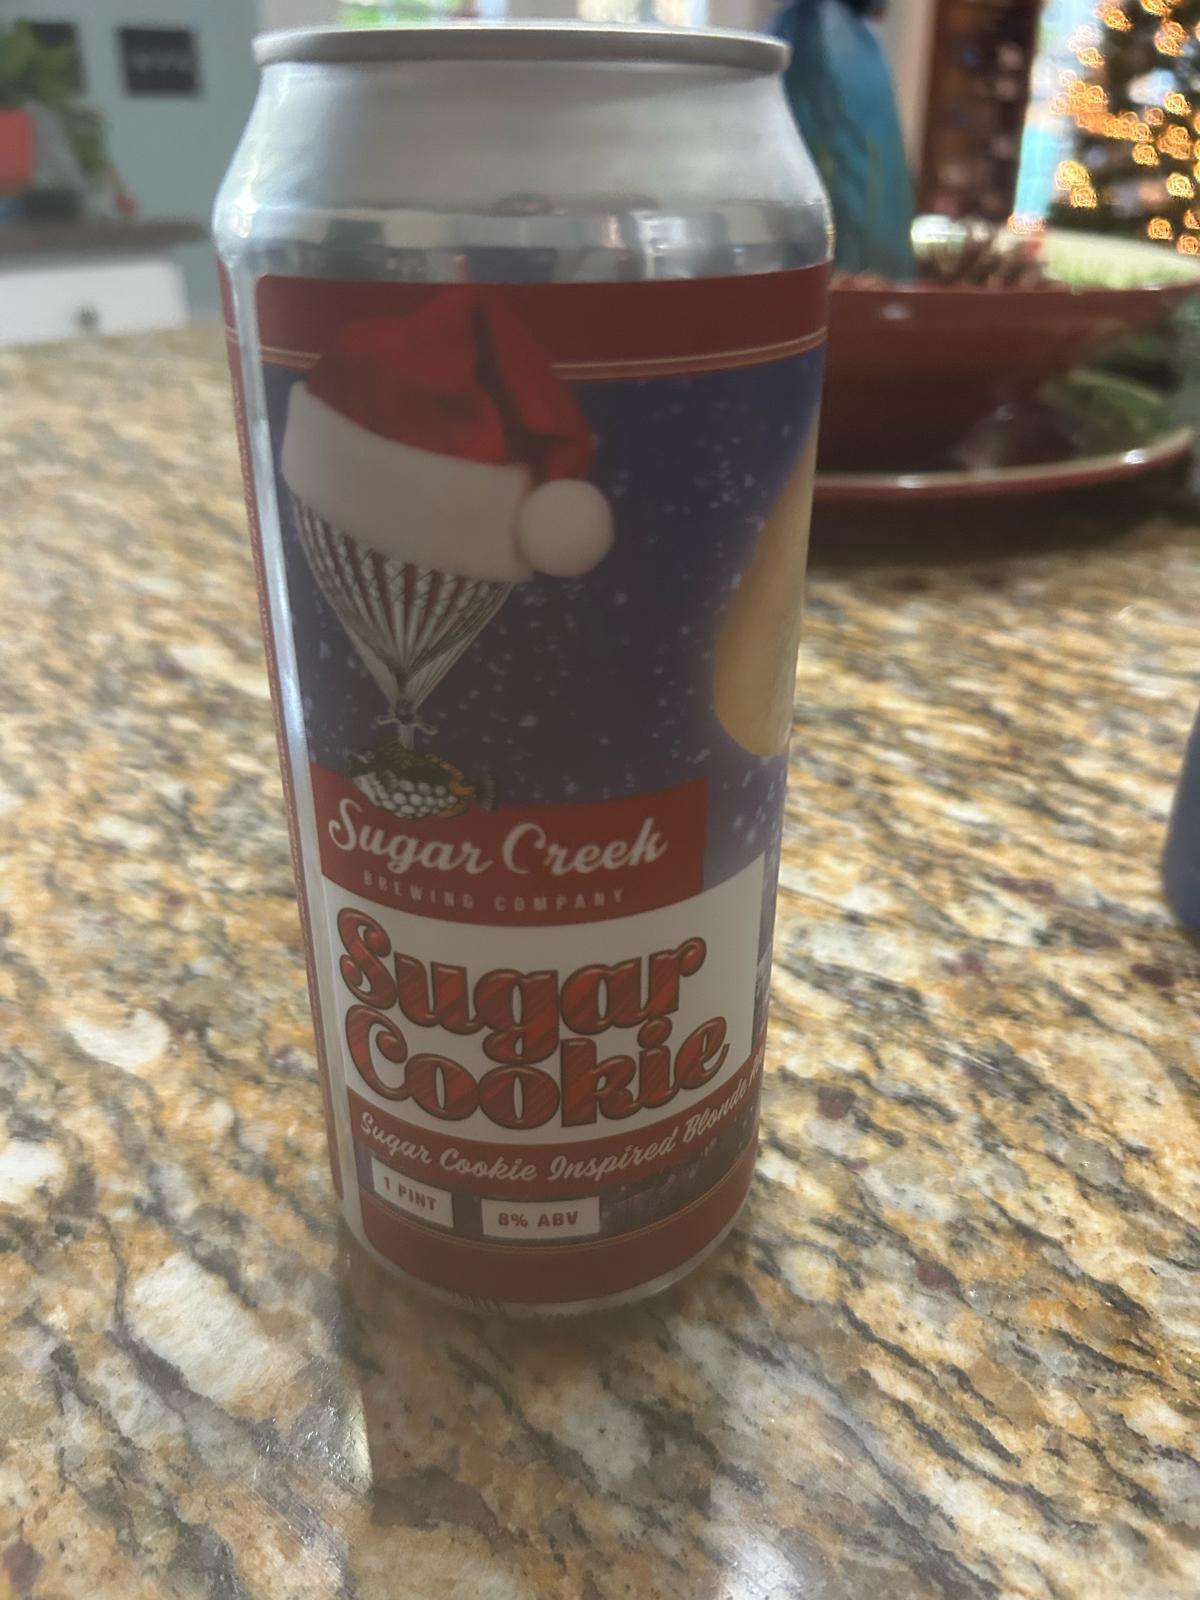 Sugar Creek
BREWING COMPANY
Sugar
Cookie
Sugar Cookie Inspired Blonde
1 PINT
8% ABV